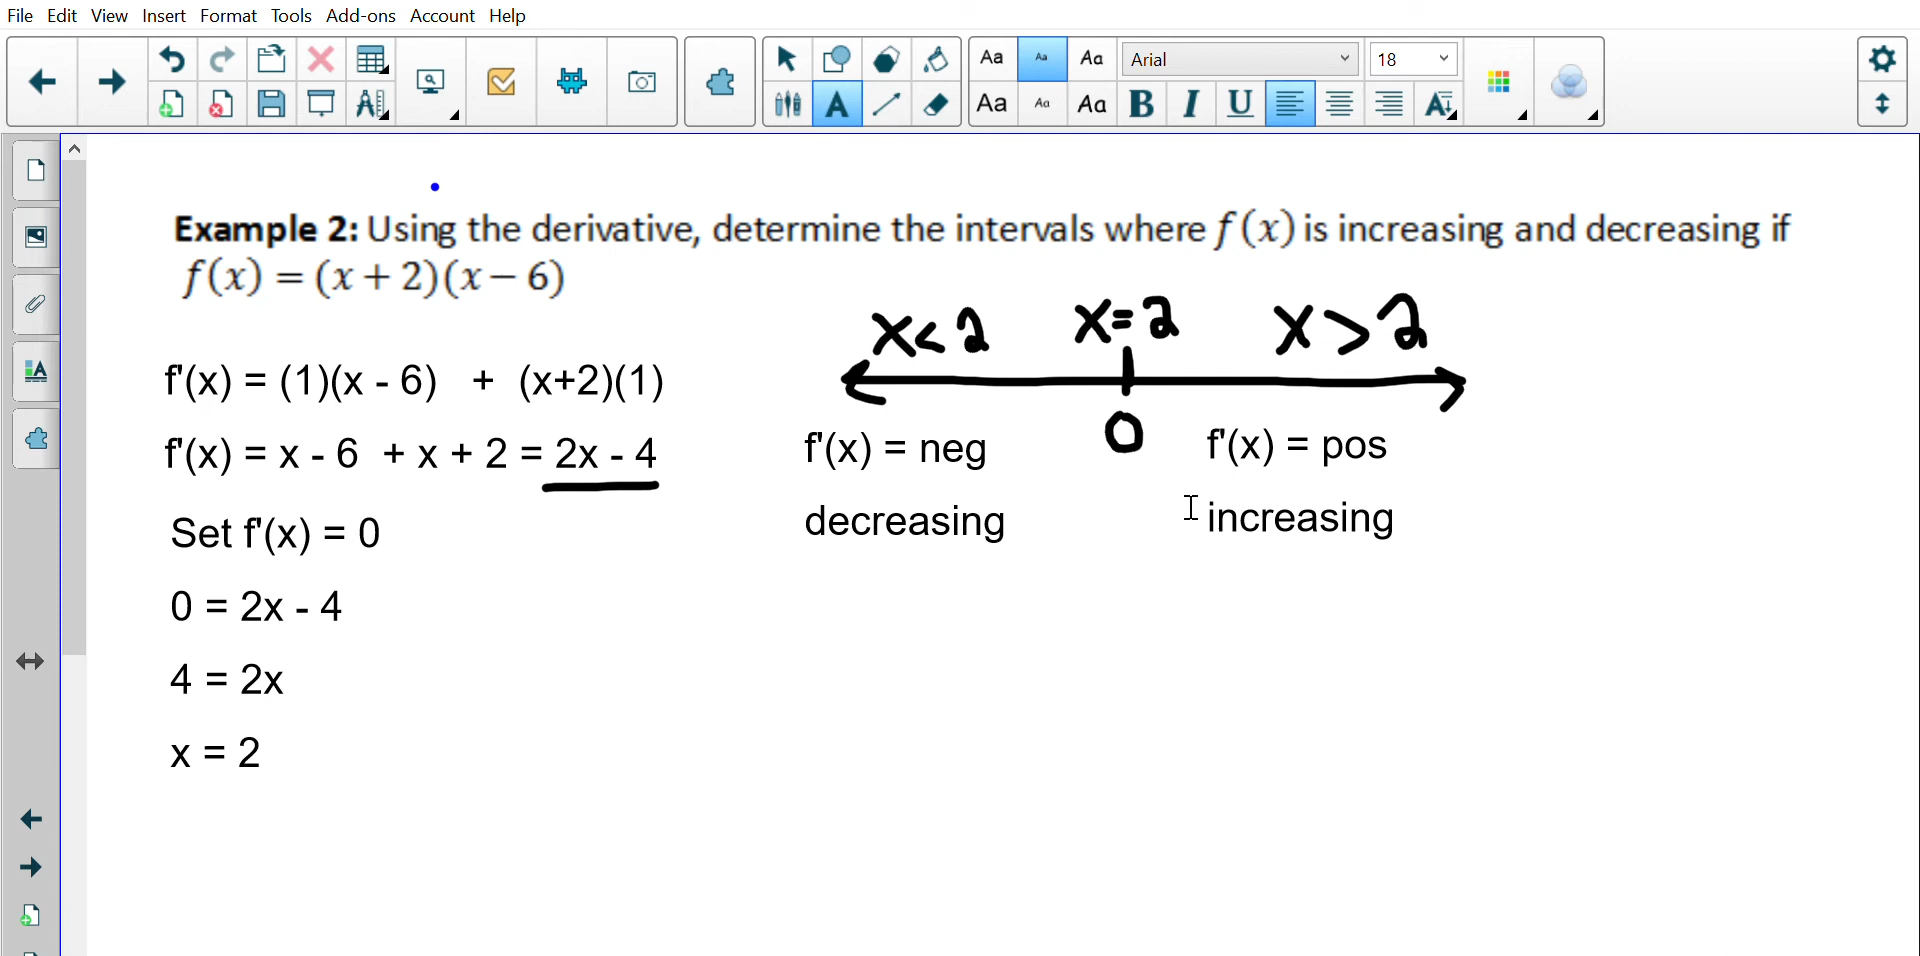 File Edit View Insert Format Tools Add-ons Account Help
Aa Aa Aa Arial 18
A Aa Aa Aa B I U A
Example 2: Using the derivative, determine the intervals where f(x) is increasing and decreasing if
f(x) = (x + 2)(x − 6)
x<2 x=2 x>2
f'(x) = (1)(x - 6) + (x+2)(1)
0
f'(x) = x - 6 + x + 2 = 2x - 4
f'(x) = neg f'(x) = pos
decreasing increasing
Set f'(x) = 0
0 = 2x - 4
4 = 2x
x = 2